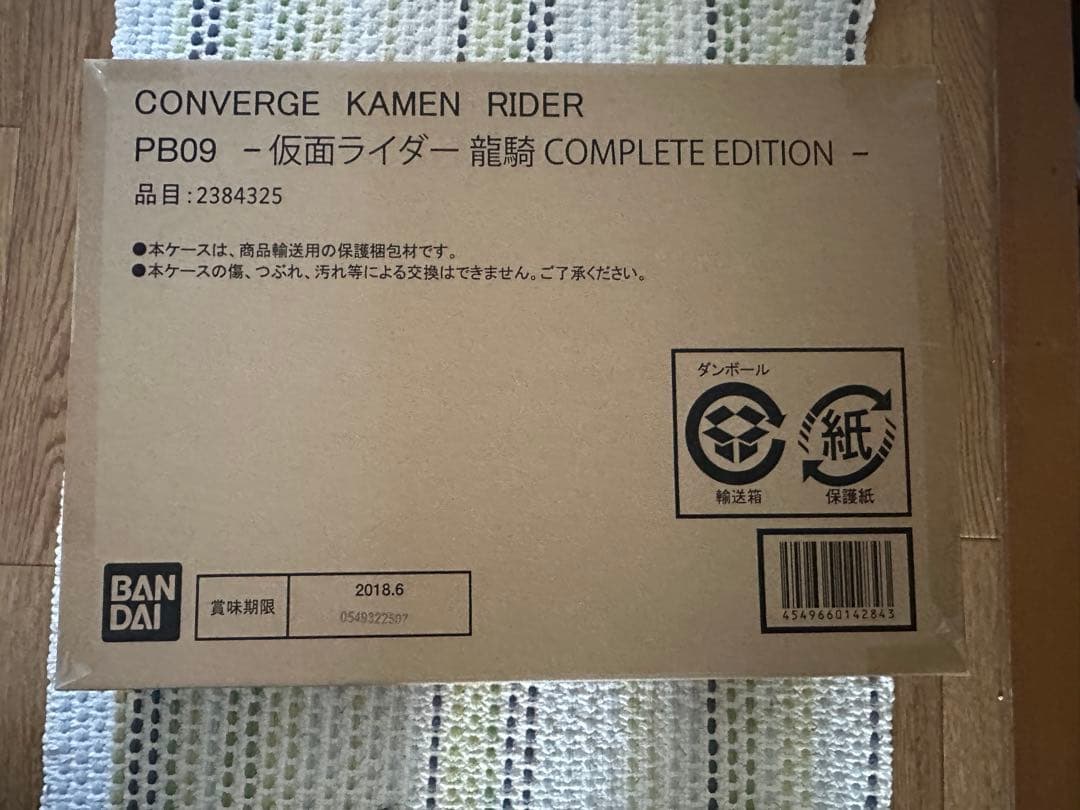 CONVERGE KAMEN RIDER
PB09 －仮面ライダー 龍騎 COMPLETE EDITION －
品目:2384325
●本ケースは、商品輸送用の保護梱包材です。
●本ケースの傷、つぶれ、汚れ等による交換はできません。ご了承ください。
ダンボール
紙
輸送箱
保護紙
4549660142843
BAN
DAI
賞味期限
2018.6
0549322507